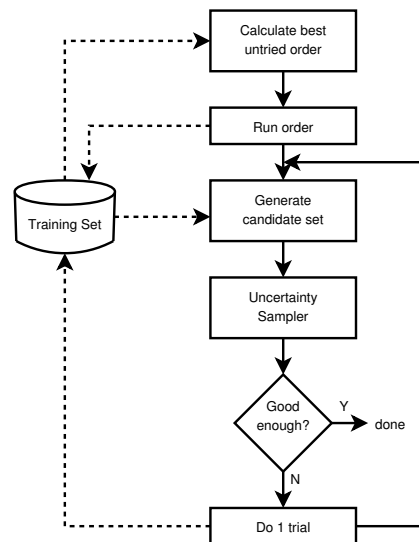 Calculate best
untried order
Run order
Training Set
Generate
candidate set
Uncertainty
Sampler
Good
enough?
Y
done
N
Do 1 trial